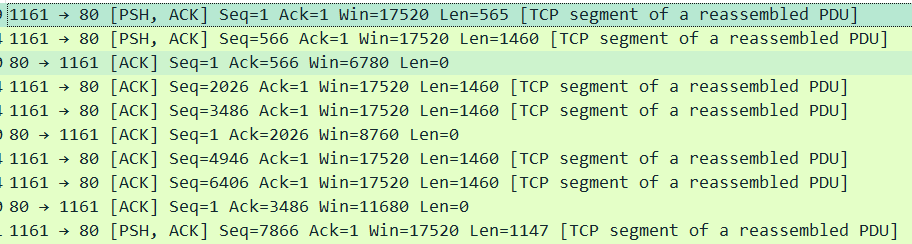 1161 → 80 [PSH, ACK] Seq=1 Ack=1 Win=17520 Len=565 [TCP segment of a reassembled PDU]
1161 → 80 [PSH, ACK] Seq=566 Ack=1 Win=17520 Len=1460 [TCP segment of a reassembled PDU]
80 → 1161 [ACK] Seq=1 Ack=566 Win=6780 Len=0
1161 → 80 [ACK] Seq=2026 Ack=1 Win=17520 Len=1460 [TCP segment of a reassembled PDU]
1161 → 80 [ACK] Seq=3486 Ack=1 Win=17520 Len=1460 [TCP segment of a reassembled PDU]
80 → 1161 [ACK] Seq=1 Ack=2026 Win=8760 Len=0
1161 → 80 [ACK] Seq=4946 Ack=1 Win=17520 Len=1460 [TCP segment of a reassembled PDU]
1161 → 80 [ACK] Seq=6406 Ack=1 Win=17520 Len=1460 [TCP segment of a reassembled PDU]
80 → 1161 [ACK] Seq=1 Ack=3486 Win=11680 Len=0
1161 → 80 [PSH, ACK] Seq=7866 Ack=1 Win=17520 Len=1147 [TCP segment of a reassembled PDU]